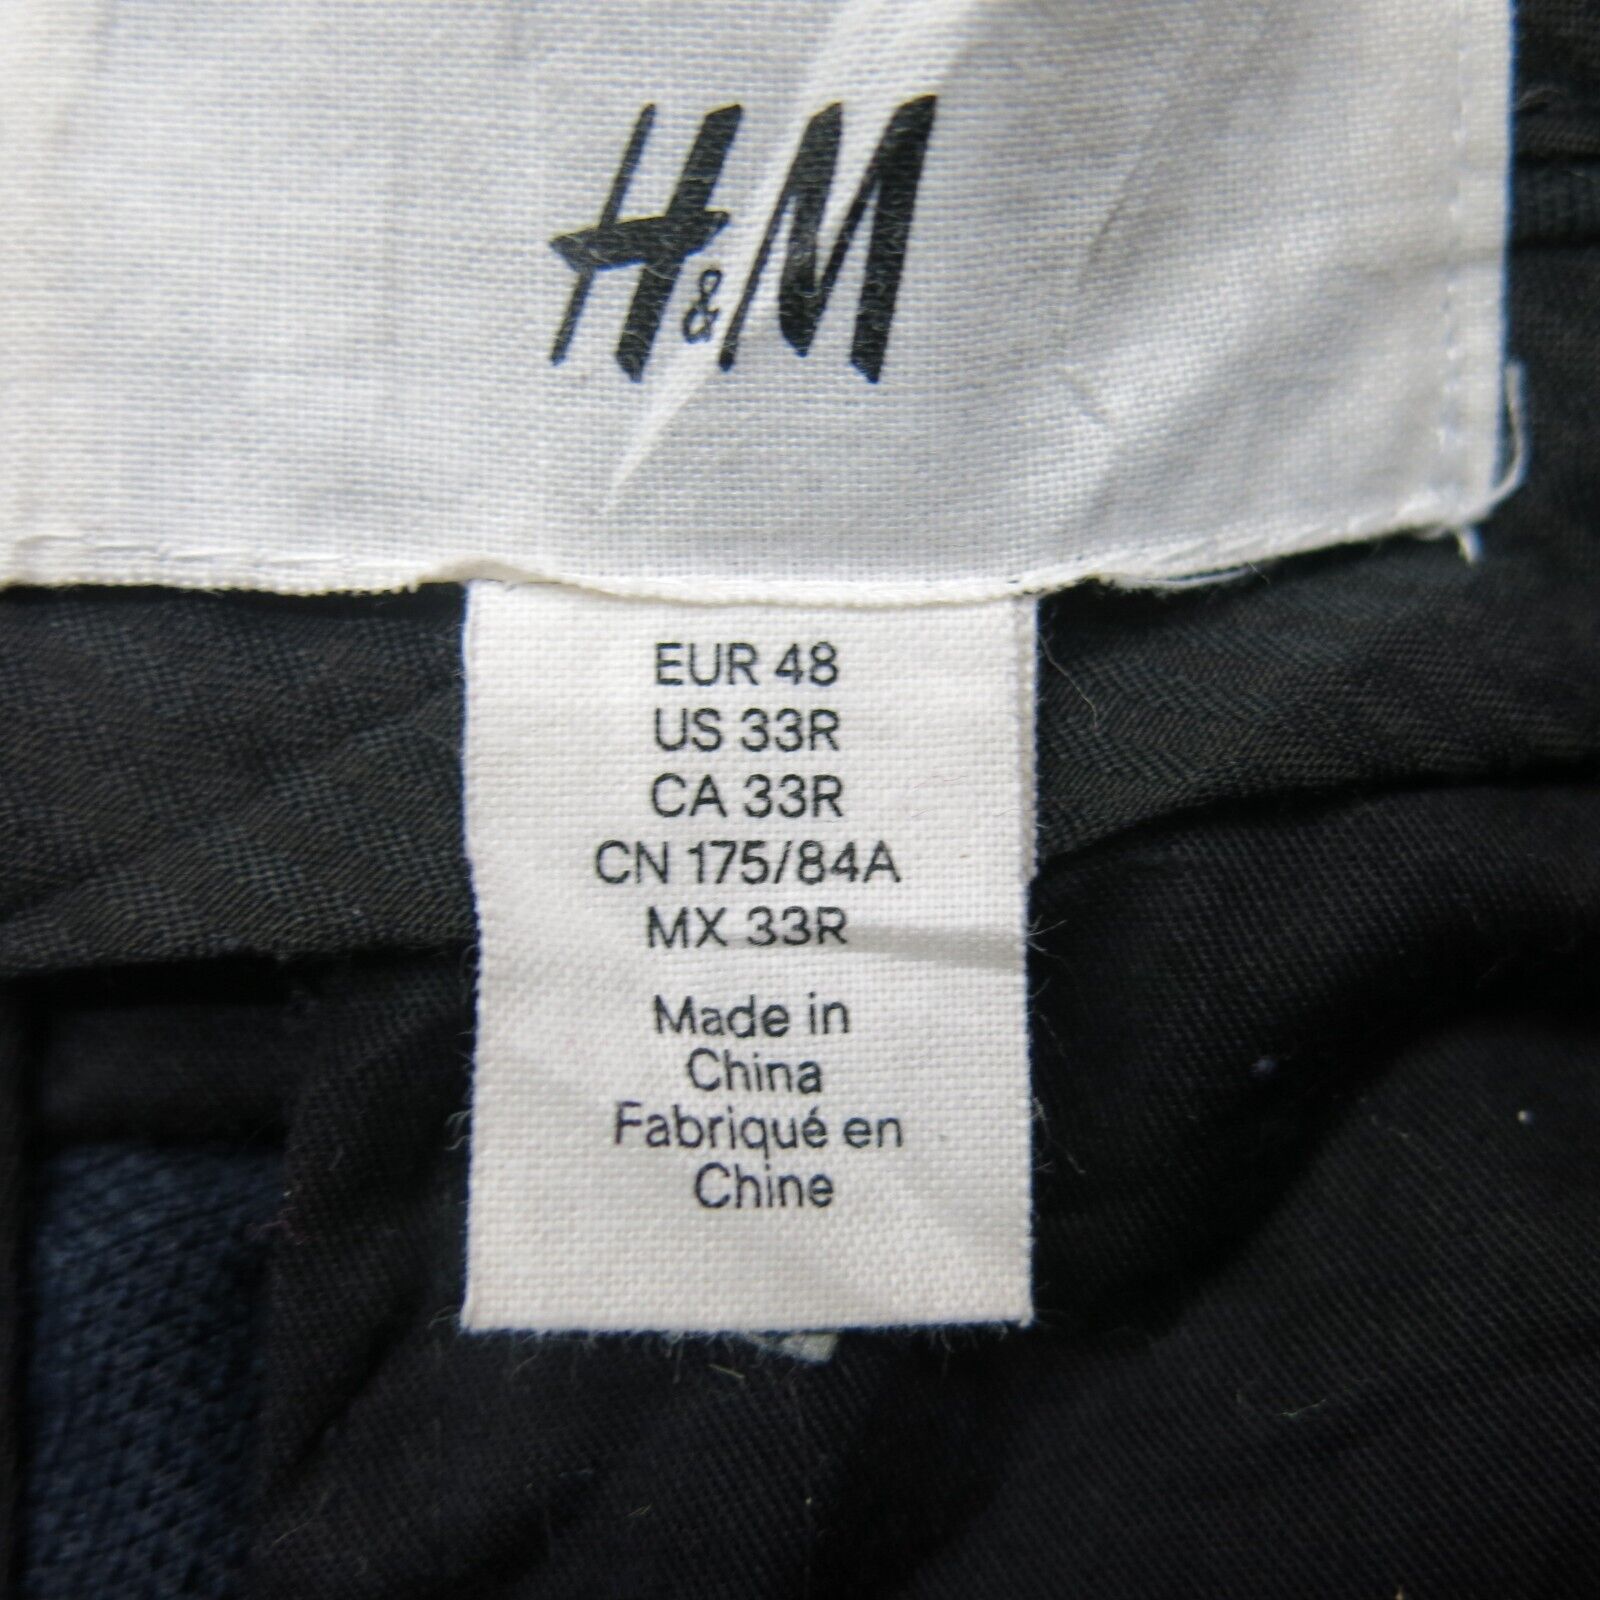 H&M
EUR 48
US 33R
CA 33R
CN 175/84A
MX 33R
Made in
China
Fabriqué en
Chine